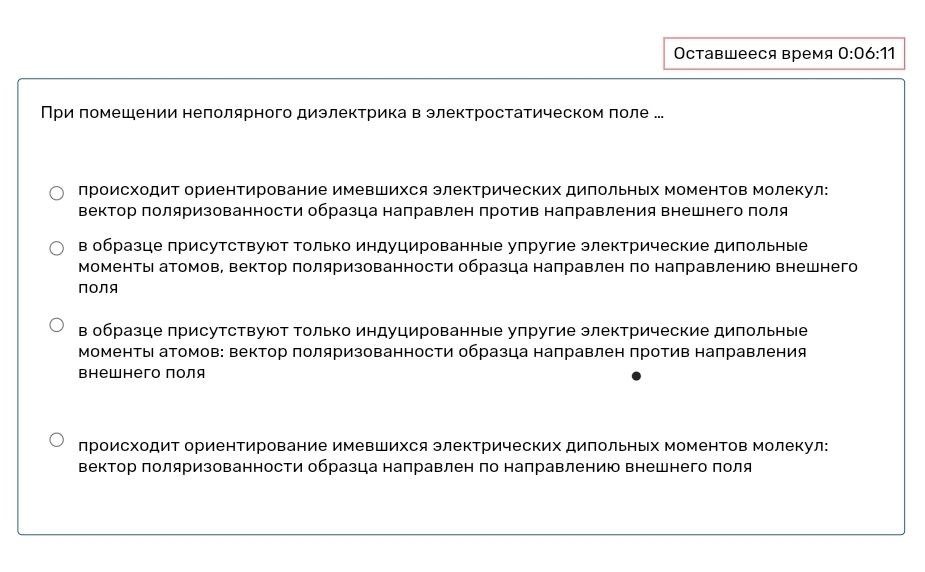 Оставшееся время 0:06:11
При помещении неполярного диэлектрика в электростатическом поле ...
происходит ориентирование имевшихся электрических дипольных моментов молекул:
вектор поляризованности образца направлен против направления внешнего поля
в образце присутствуют только индуцированные упругие электрические дипольные
моменты атомов, вектор поляризованности образца направлен по направлению внешнего
поля
в образце присутствуют только индуцированные упругие электрические дипольные
моменты атомов: вектор поляризованности образца направлен против направления
внешнего поля
происходит ориентирование имевшихся электрических дипольных моментов молекул:
вектор поляризованности образца направлен по направлению внешнего поля